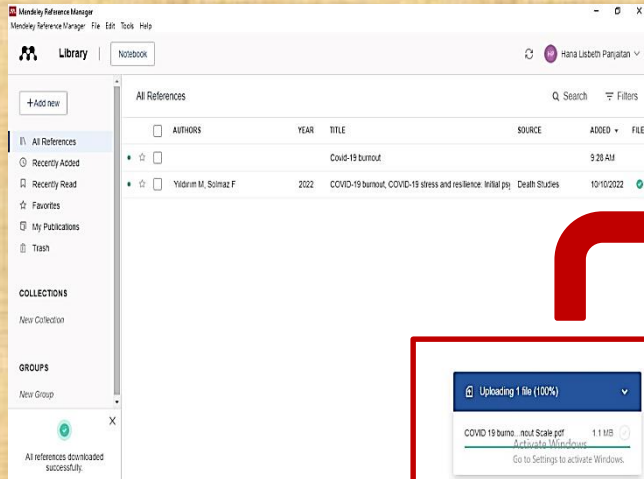 Mendeley Reference Manager
Mendeley Reference Manager File Edit Tools Help
Library
Notebook
HP
Hana Lisbeth Panjaitan
+Add new
All References
Recently Added
Recently Read
Favorites
My Publications
Trash
COLLECTIONS
New Collection
GROUPS
New Group
All references downloaded
successfully.
X
All References
Search
Filters
AUTHORS YEAR TITLE SOURCE ADDED FILE
Covid-19 burnout 9:28 AM
Yıldırım M, Solmaz F 2022 COVID-19 burnout, COVID-19 stress and resilience: Initial psy Death Studies 10/10/2022
Uploading 1 file (100%)
COVID 19 burno...nout Scale.pdf 1.1 MB
Activate Windows
Go to Settings to activate Windows.